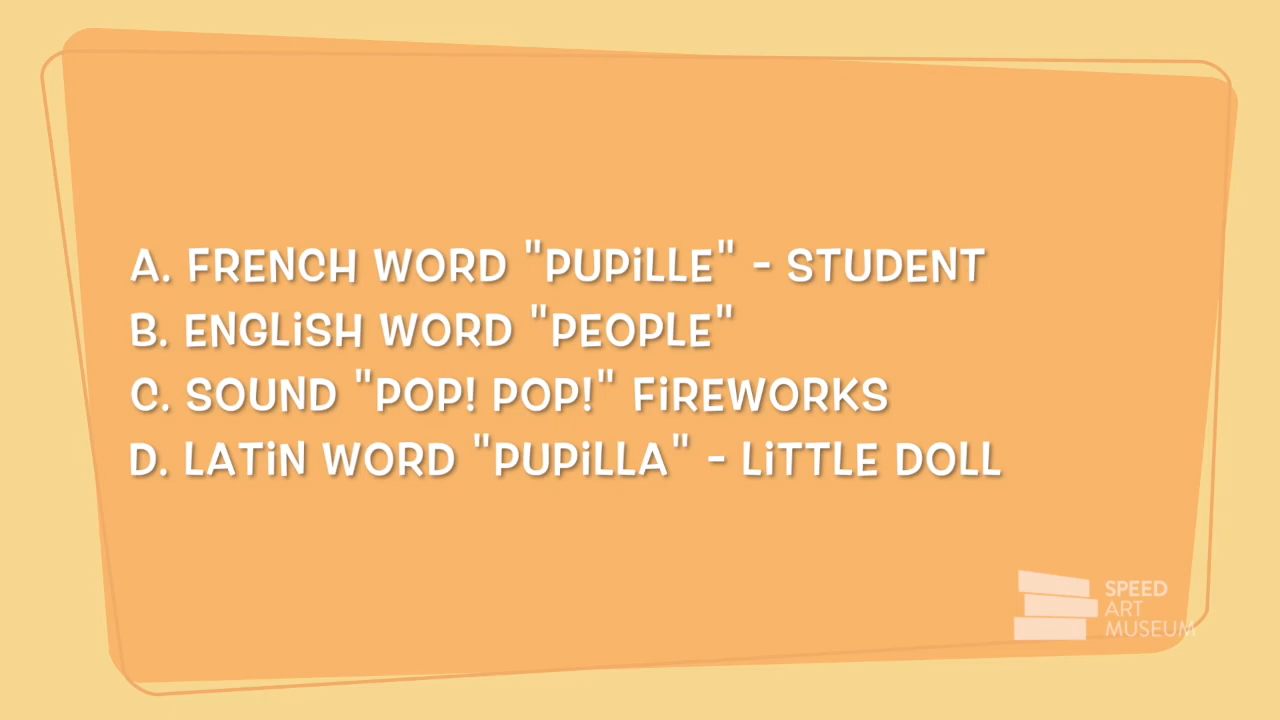 A. FRENCH WORD "PUPiLLE" - STUDENT
B. ENGLiSH WORD "PEOPLE"
C. SOUND "POP! POP!" FiREWORKS
D. LATiN WORD "PUPiLLA" - LiTTLE DOLL
SPEED
ART
MUSEUM